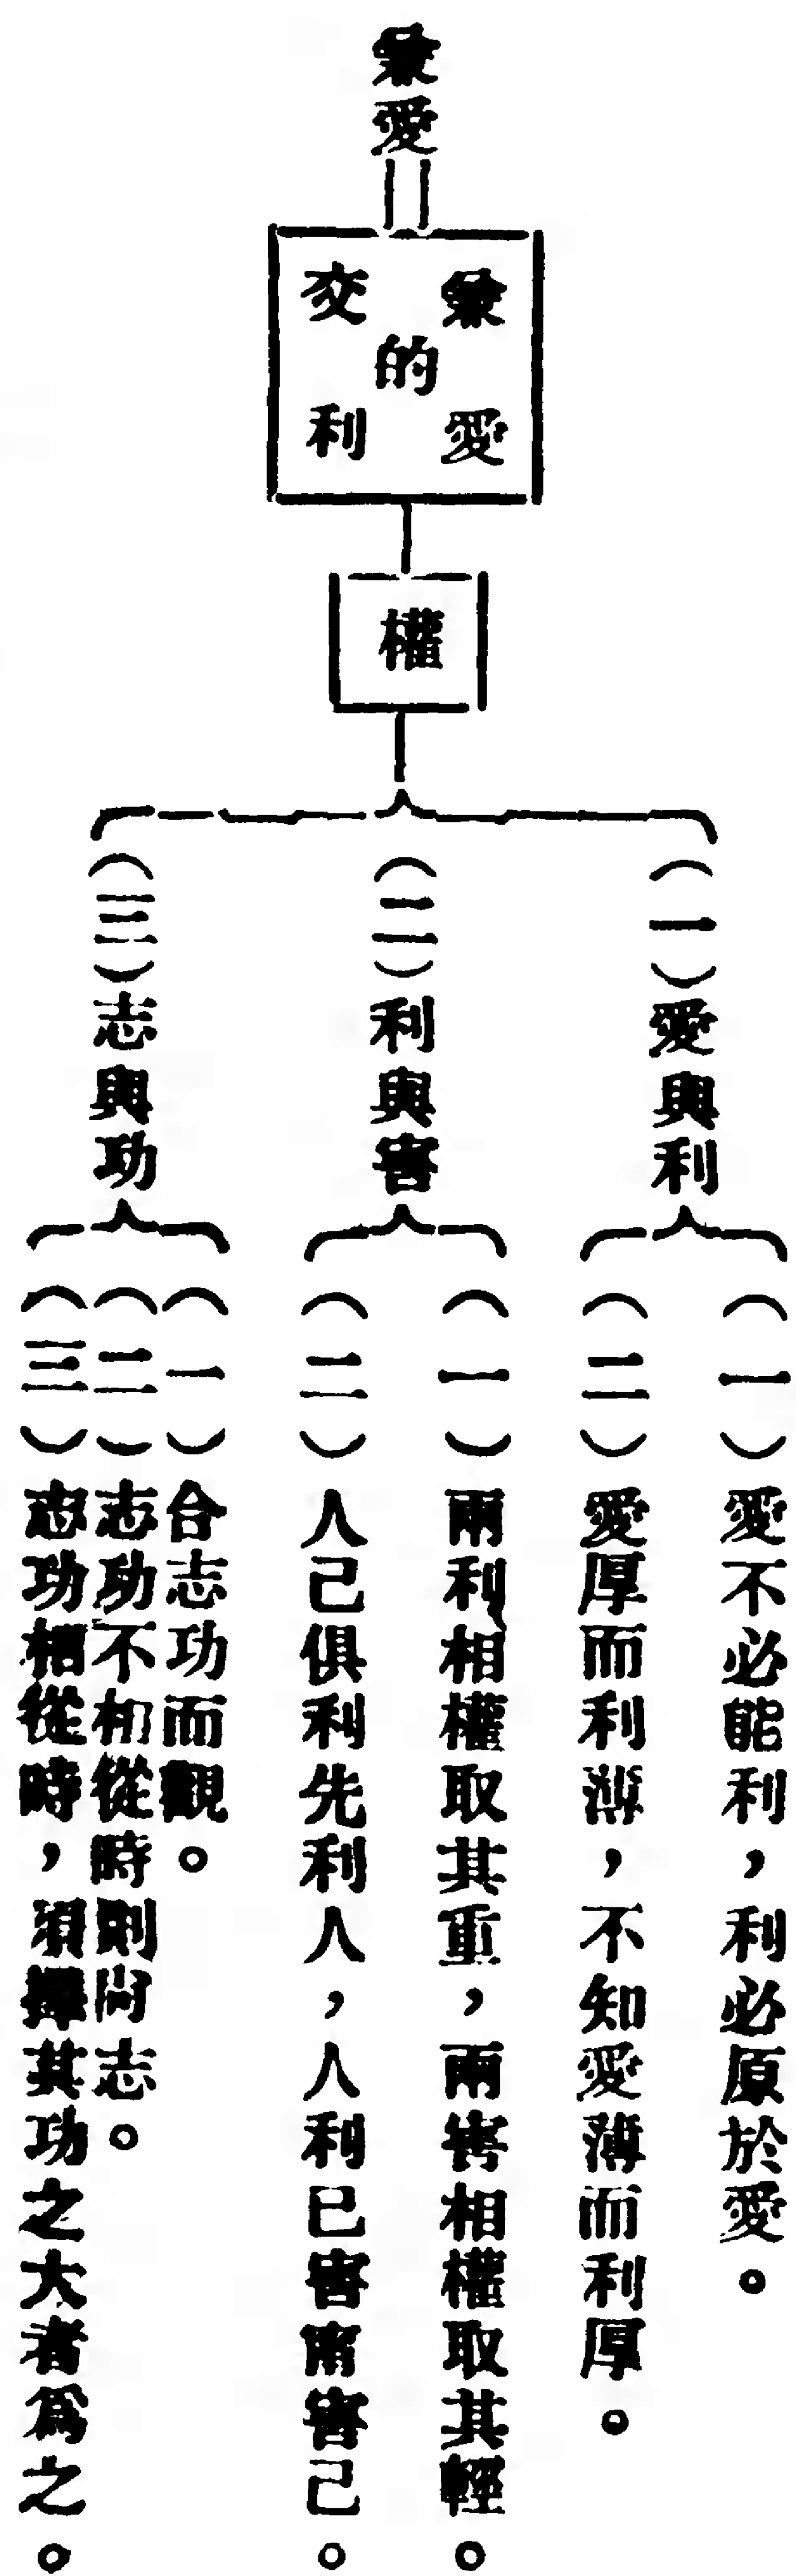 兼愛
兼愛
的
交利
權
（一）愛與利
（一）愛不必能利，利必原於愛。
（二）愛厚而利薄，不知愛薄而利厚。
（二）利與害
（一）兩利相權取其重，兩害相權取其輕。
（二）人己俱利先利人，人利已害甯害己。
（三）志與功
（一）合志功而觀。
（二）志功不相從時則尙志。
（三）志功相從時，須擇其功之大者爲之。